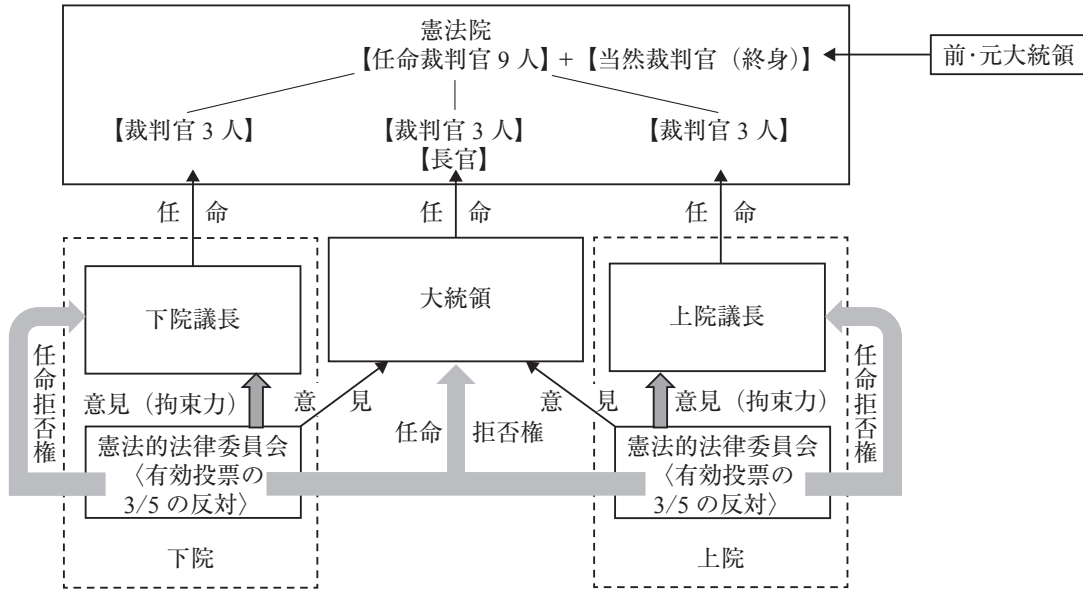 憲法院
【任命裁判官 9 人】+【当然裁判官（終身）】
前・元大統領
【裁判官 3 人】
【裁判官 3 人】
【長官】
【裁判官 3 人】
任 命
任 命
任 命
下院議長
大統領
上院議長
任命拒否権
意見（拘束力）
意 見
意 見
意見（拘束力）
任命拒否権
任命 拒否権
憲法的法律委員会
〈有効投票の
3/5 の反対〉
憲法的法律委員会
〈有効投票の
3/5 の反対〉
下院
上院